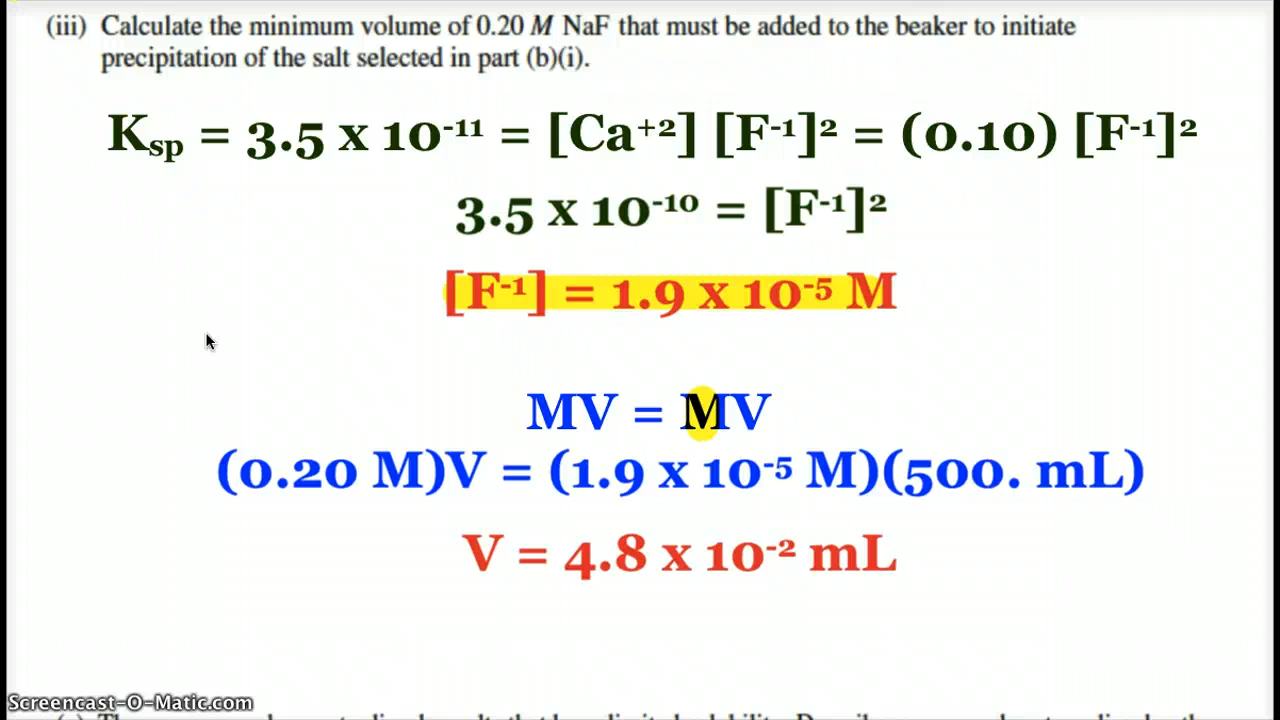 (iii) Calculate the minimum volume of 0.20 M NaF that must be added to the beaker to initiate
precipitation of the salt selected in part (b)(i).
Ksp = 3.5 x 10⁻¹¹ = [Ca⁺²] [F⁻¹]² = (0.10) [F⁻¹]²
3.5 x 10⁻¹⁰ = [F⁻¹]²
[F⁻¹] = 1.9 x 10⁻⁵ M
MV = MV
(0.20 M)V = (1.9 x 10⁻⁵ M)(500. mL)
V = 4.8 x 10⁻² mL
Screencast-O-Matic.com